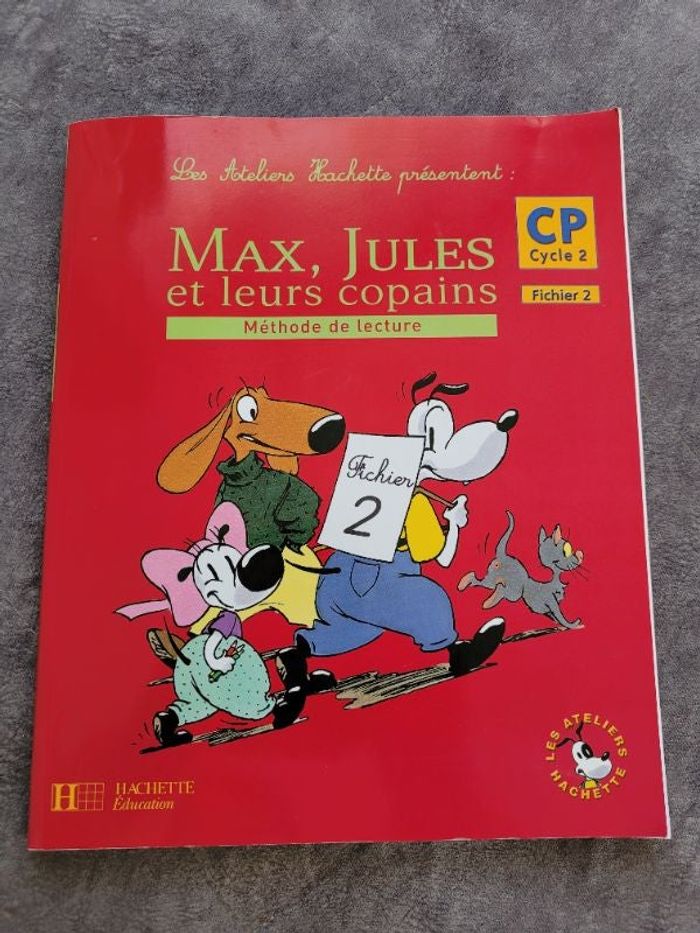 Les Ateliers Hachette présentent :
CP
Cycle 2
Fichier 2
MAX, JULES
et leurs copains
Méthode de lecture
Fichier
2
LES ATELIERS
HACHETTE
H
HACHETTE
Éducation